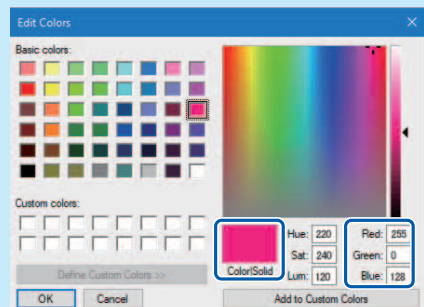 Edit Colors
Basic colors:
Custom colors:
Define Custom Colors >>
OK
Cancel
Color|Solid
Hue: 220
Sat: 240
Lum: 120
Red: 255
Green: 0
Blue: 128
Add to Custom Colors